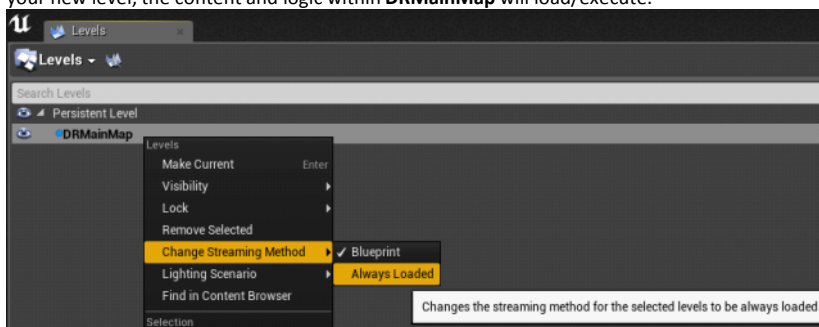 your new level, the content and logic within DRMainMap will load/execute.
Levels
Levels
Search Levels
Persistent Level
DRMainMap
Levels
Make Current Enter
Visibility
Lock
Remove Selected
Change Streaming Method ✓ Blueprint
Lighting Scenario Always Loaded
Find in Content Browser
Changes the streaming method for the selected levels to be always loaded
Selection